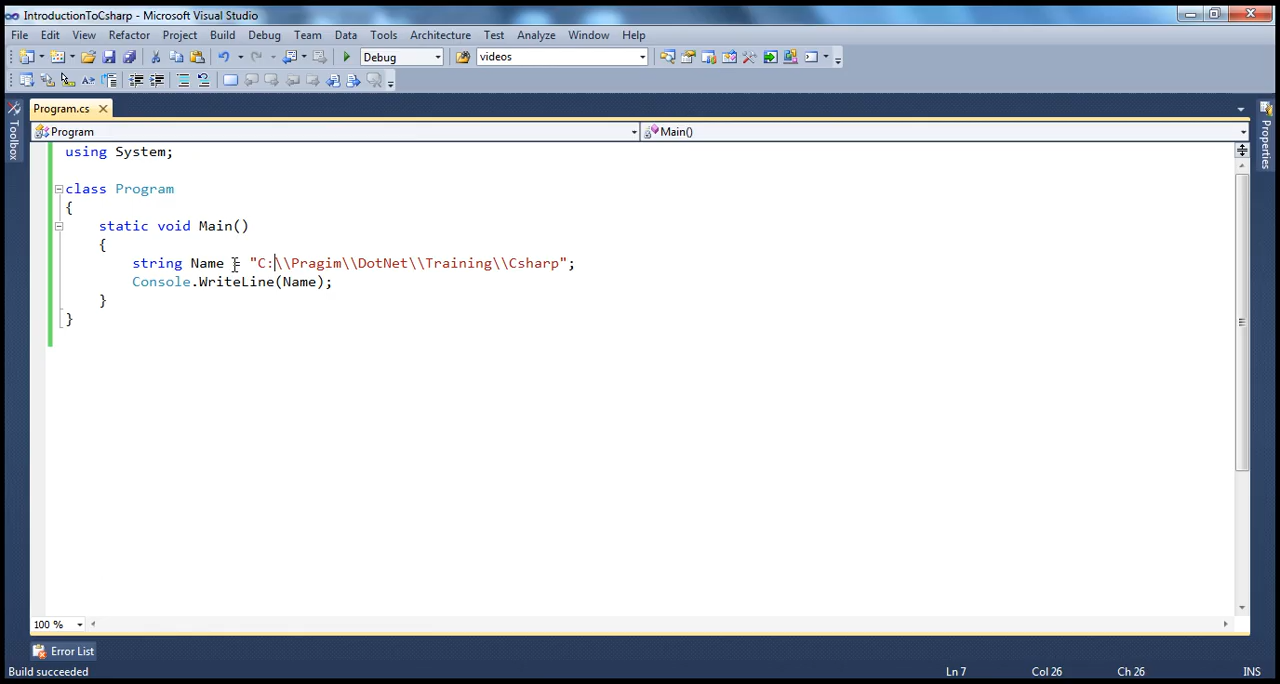 IntroductionToCsharp - Microsoft Visual Studio
File Edit View Refactor Project Build Debug Team Data Tools Architecture Test Analyze Window Help
Debug videos
Program.cs
Toolbox
Properties
Program Main()
using System;
class Program
{
static void Main()
{
string Name = "C:\\Pragim\\DotNet\\Training\\Csharp";
Console.WriteLine(Name);
}
}
100 %
Error List
Build succeeded Ln 7 Col 26 Ch 26 INS